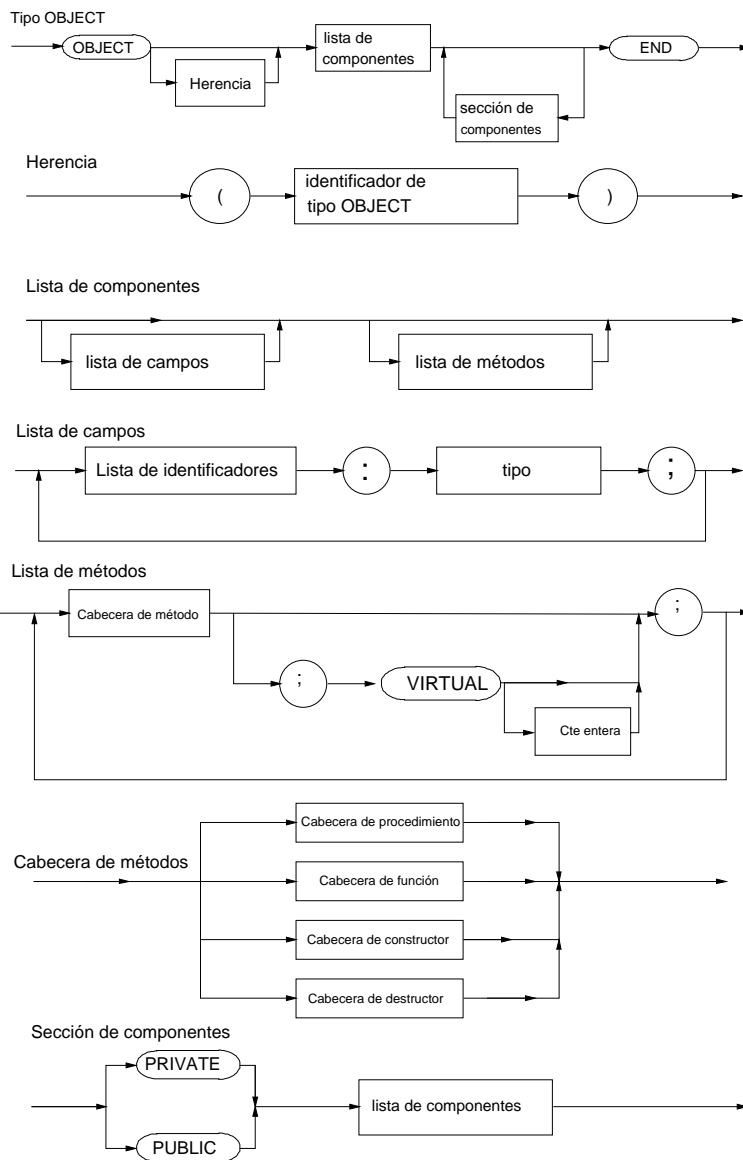 Tipo OBJECT
OBJECT
Herencia
lista de
componentes
sección de
componentes
END
Herencia
(
identificador de
tipo OBJECT
)
Lista de componentes
lista de campos
lista de métodos
Lista de campos
Lista de identificadores
:
tipo
;
Lista de métodos
Cabecera de método
;
VIRTUAL
Cte entera
;
Cabecera de métodos
Cabecera de procedimiento
Cabecera de función
Cabecera de constructor
Cabecera de destructor
Sección de componentes
PRIVATE
PUBLIC
lista de componentes